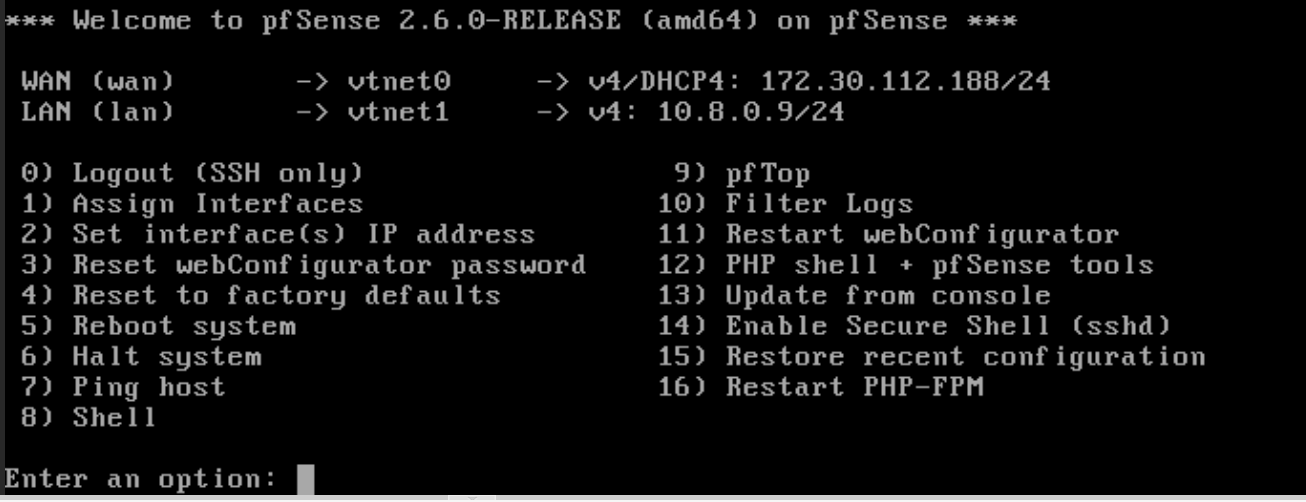 *** Welcome to pfSense 2.6.0-RELEASE (amd64) on pfSense ***
WAN (wan) -> vtnet0 -> v4/DHCP4: 172.30.112.188/24
LAN (lan) -> vtnet1 -> v4: 10.8.0.9/24
0) Logout (SSH only) 9) pfTop
1) Assign Interfaces 10) Filter Logs
2) Set interface(s) IP address 11) Restart webConfigurator
3) Reset webConfigurator password 12) PHP shell + pfSense tools
4) Reset to factory defaults 13) Update from console
5) Reboot system 14) Enable Secure Shell (sshd)
6) Halt system 15) Restore recent configuration
7) Ping host 16) Restart PHP-FPM
8) Shell
Enter an option: